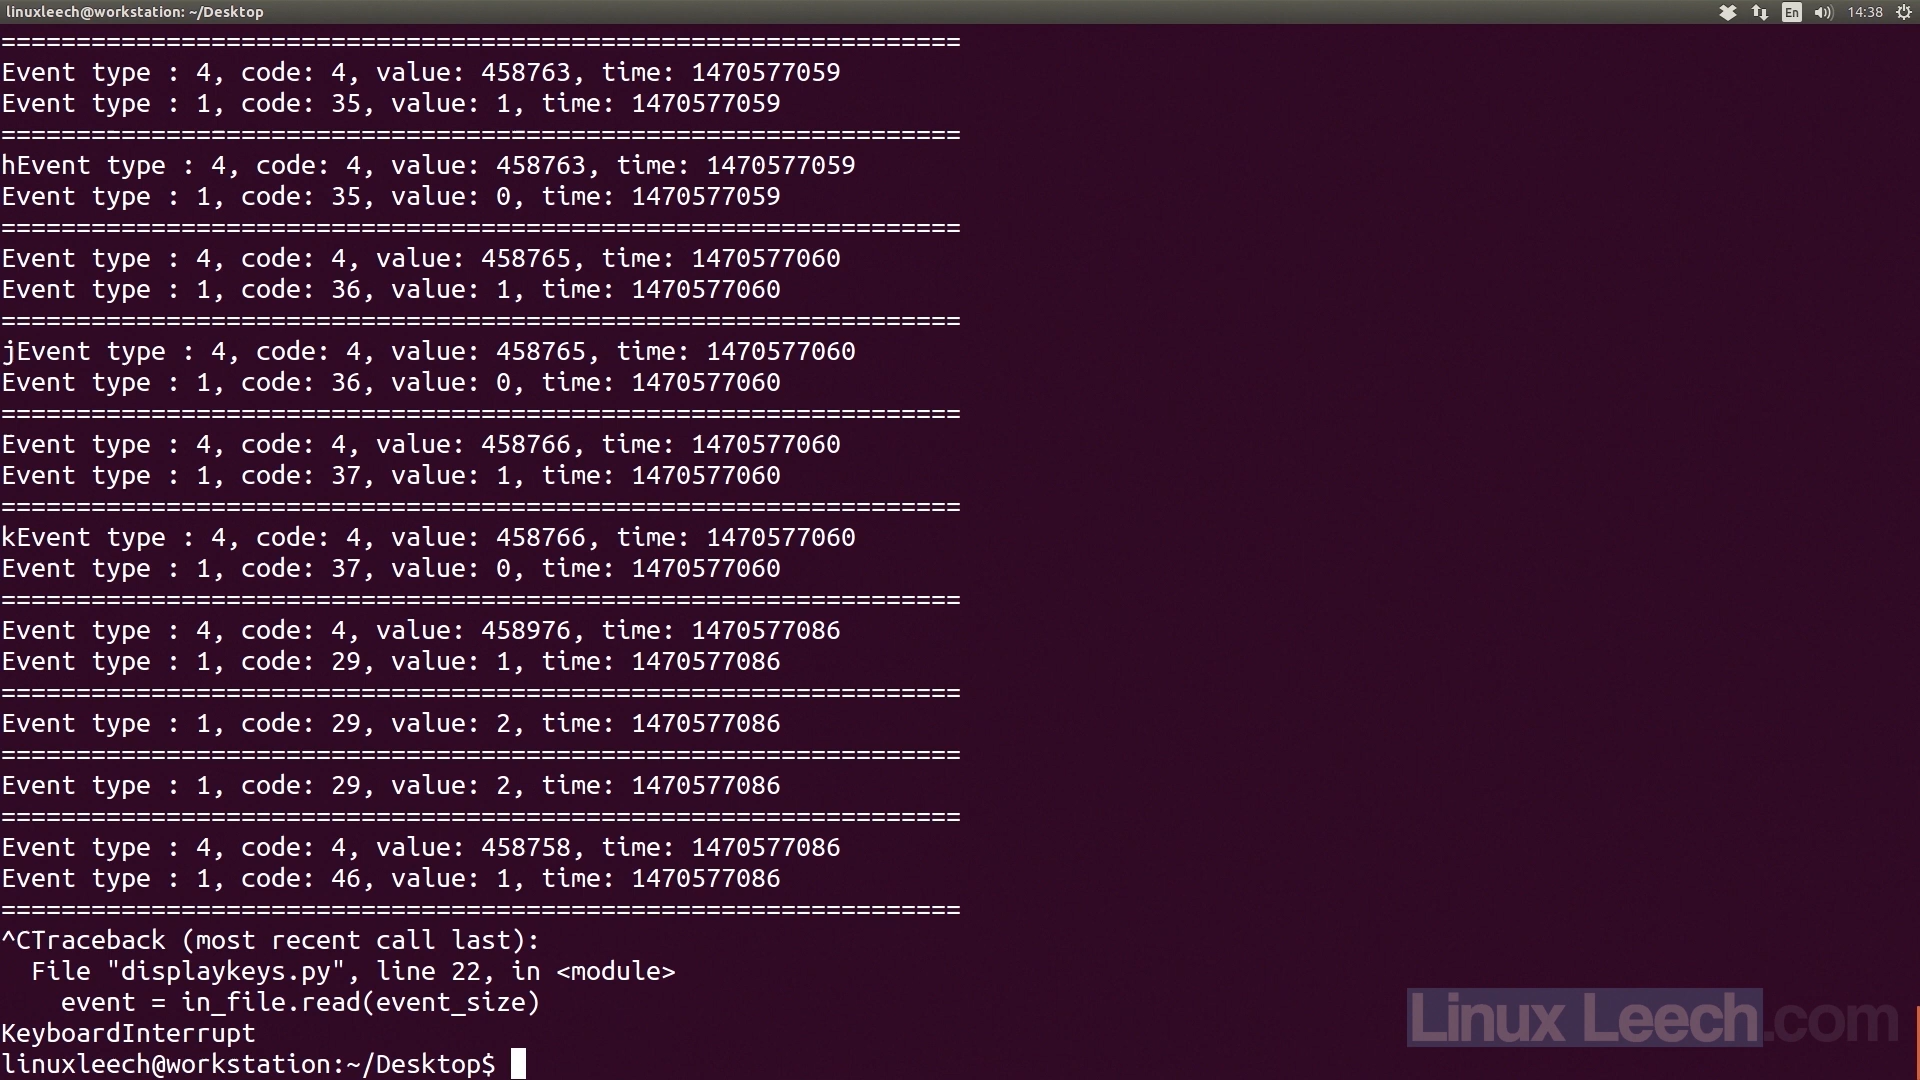 linuxleech@workstation: ~/Desktop En 14:38
================================================================
Event type : 4, code: 4, value: 458763, time: 1470577059
Event type : 1, code: 35, value: 1, time: 1470577059
================================================================
hEvent type : 4, code: 4, value: 458763, time: 1470577059
Event type : 1, code: 35, value: 0, time: 1470577059
================================================================
Event type : 4, code: 4, value: 458765, time: 1470577060
Event type : 1, code: 36, value: 1, time: 1470577060
================================================================
jEvent type : 4, code: 4, value: 458765, time: 1470577060
Event type : 1, code: 36, value: 0, time: 1470577060
================================================================
Event type : 4, code: 4, value: 458766, time: 1470577060
Event type : 1, code: 37, value: 1, time: 1470577060
================================================================
kEvent type : 4, code: 4, value: 458766, time: 1470577060
Event type : 1, code: 37, value: 0, time: 1470577060
================================================================
Event type : 4, code: 4, value: 458976, time: 1470577086
Event type : 1, code: 29, value: 1, time: 1470577086
================================================================
Event type : 1, code: 29, value: 2, time: 1470577086
================================================================
Event type : 1, code: 29, value: 2, time: 1470577086
================================================================
Event type : 4, code: 4, value: 458758, time: 1470577086
Event type : 1, code: 46, value: 1, time: 1470577086
================================================================
^CTraceback (most recent call last):
  File "displaykeys.py", line 22, in <module>
    event = in_file.read(event_size)
KeyboardInterrupt
linuxleech@workstation:~/Desktop$
Linux Leech.com